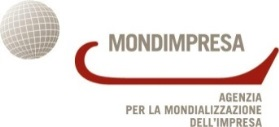 MONDIMPRESA
AGENZIA
PER LA MONDIALIZZAZIONE
DELL'IMPRESA